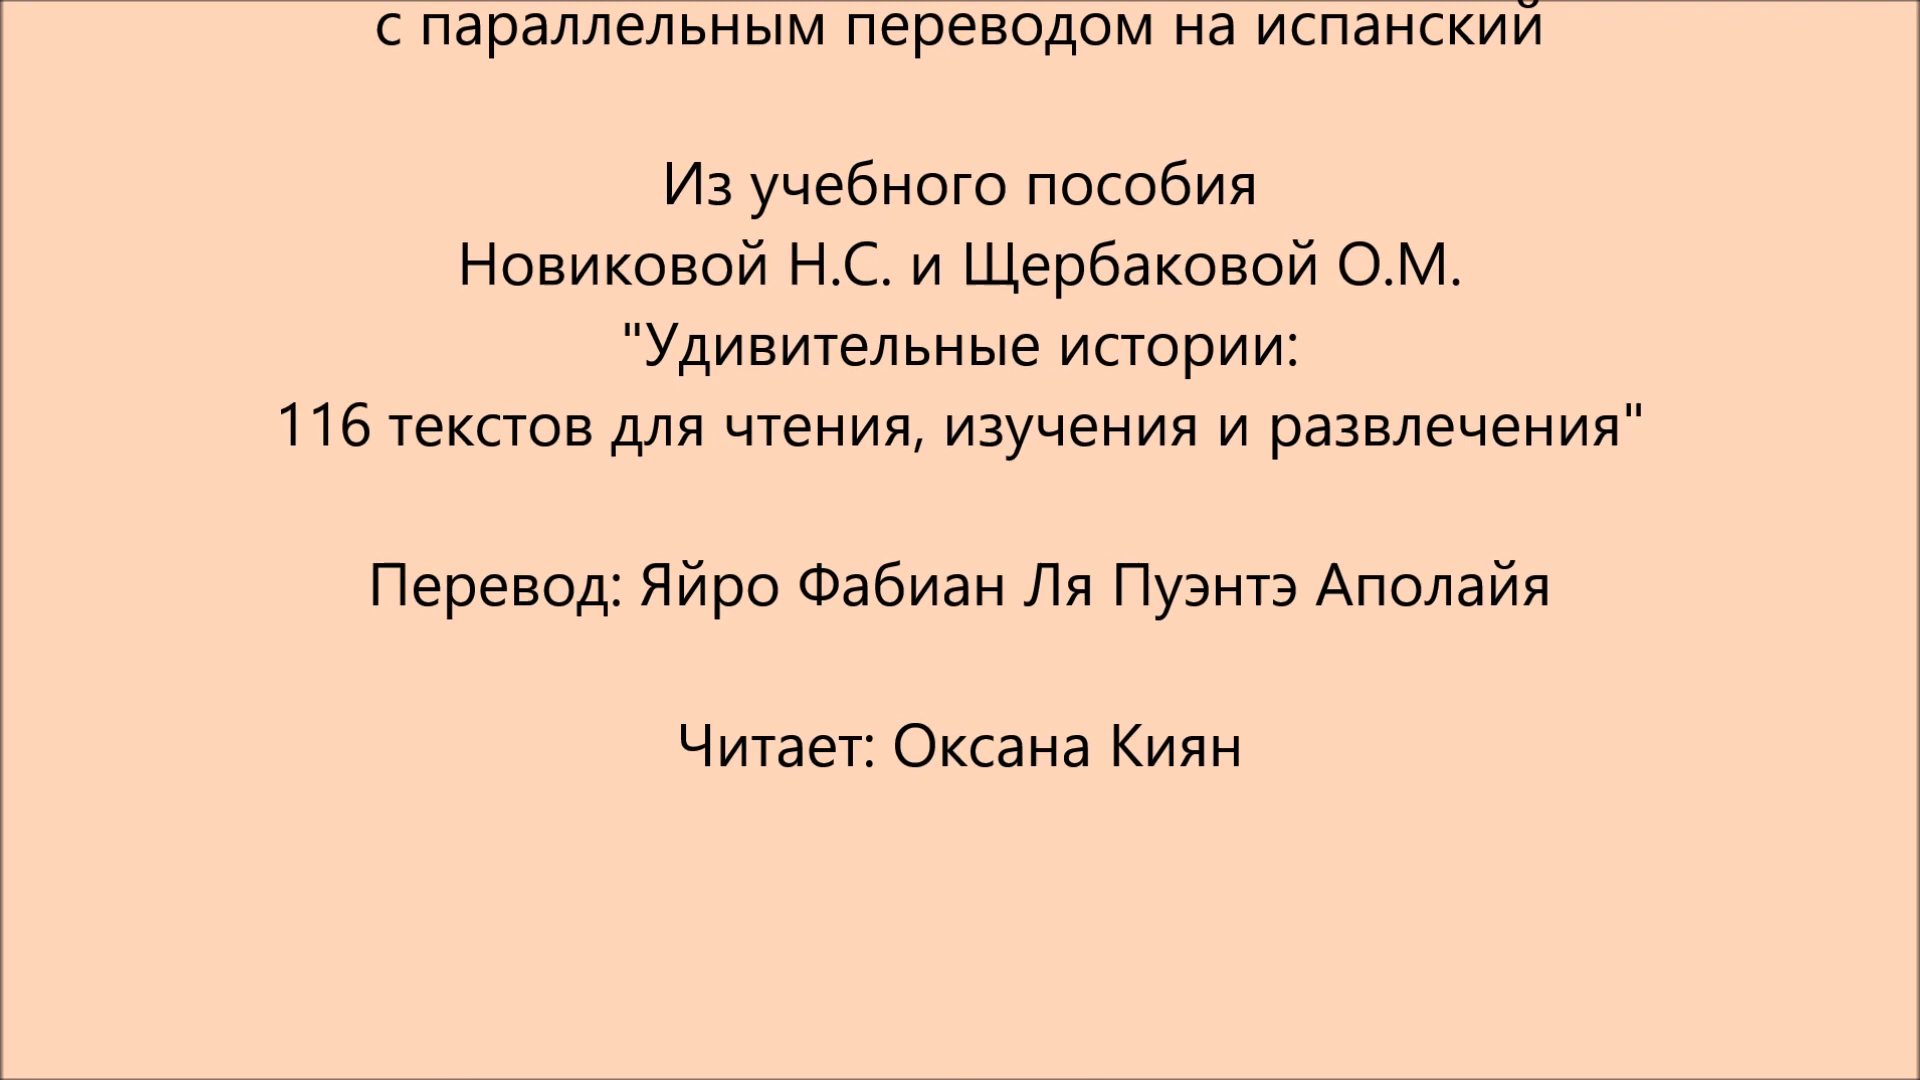 с параллельным переводом на испанский
Из учебного пособия
Новиковой Н.С. и Щербаковой О.М.
"Удивительные истории:
116 текстов для чтения, изучения и развлечения"
Перевод: Яйро Фабиан Ля Пуэнтэ Аполайя
Читает: Оксана Киян